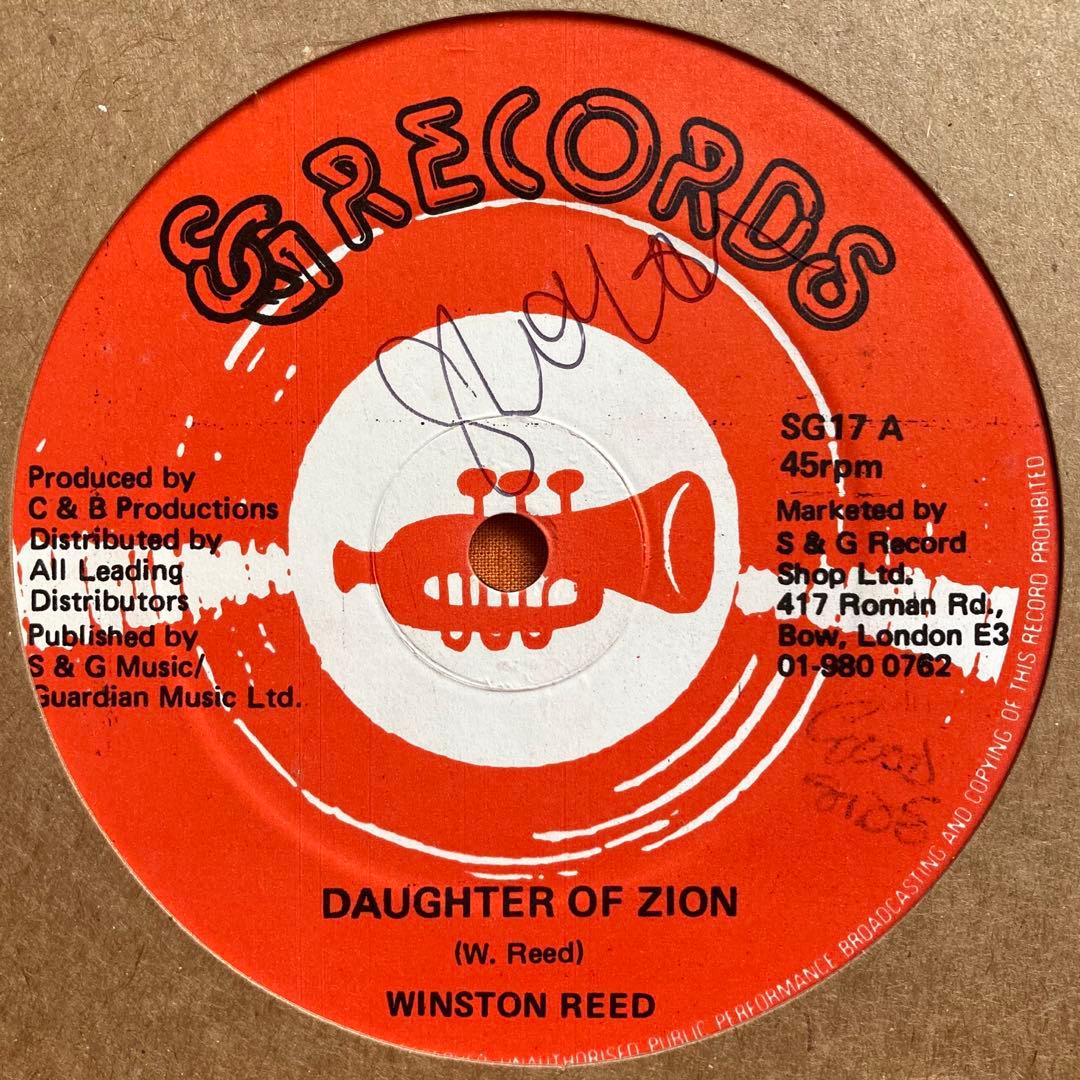 SG RECORDS
SG17 A
45rpm
Marketed by
S & G Record
Shop Ltd.
417 Roman Rd.,
Bow, London E3
01-980 0762
Produced by
C & B Productions
Distributed by
All Leading
Distributors
Published by
S & G Music/
Guardian Music Ltd.
DAUGHTER OF ZION
(W. Reed)
WINSTON REED
UNAUTHORISED PUBLIC PERFORMANCE BROADCASTING AND COPYING OF THIS RECORD PROHIBITED